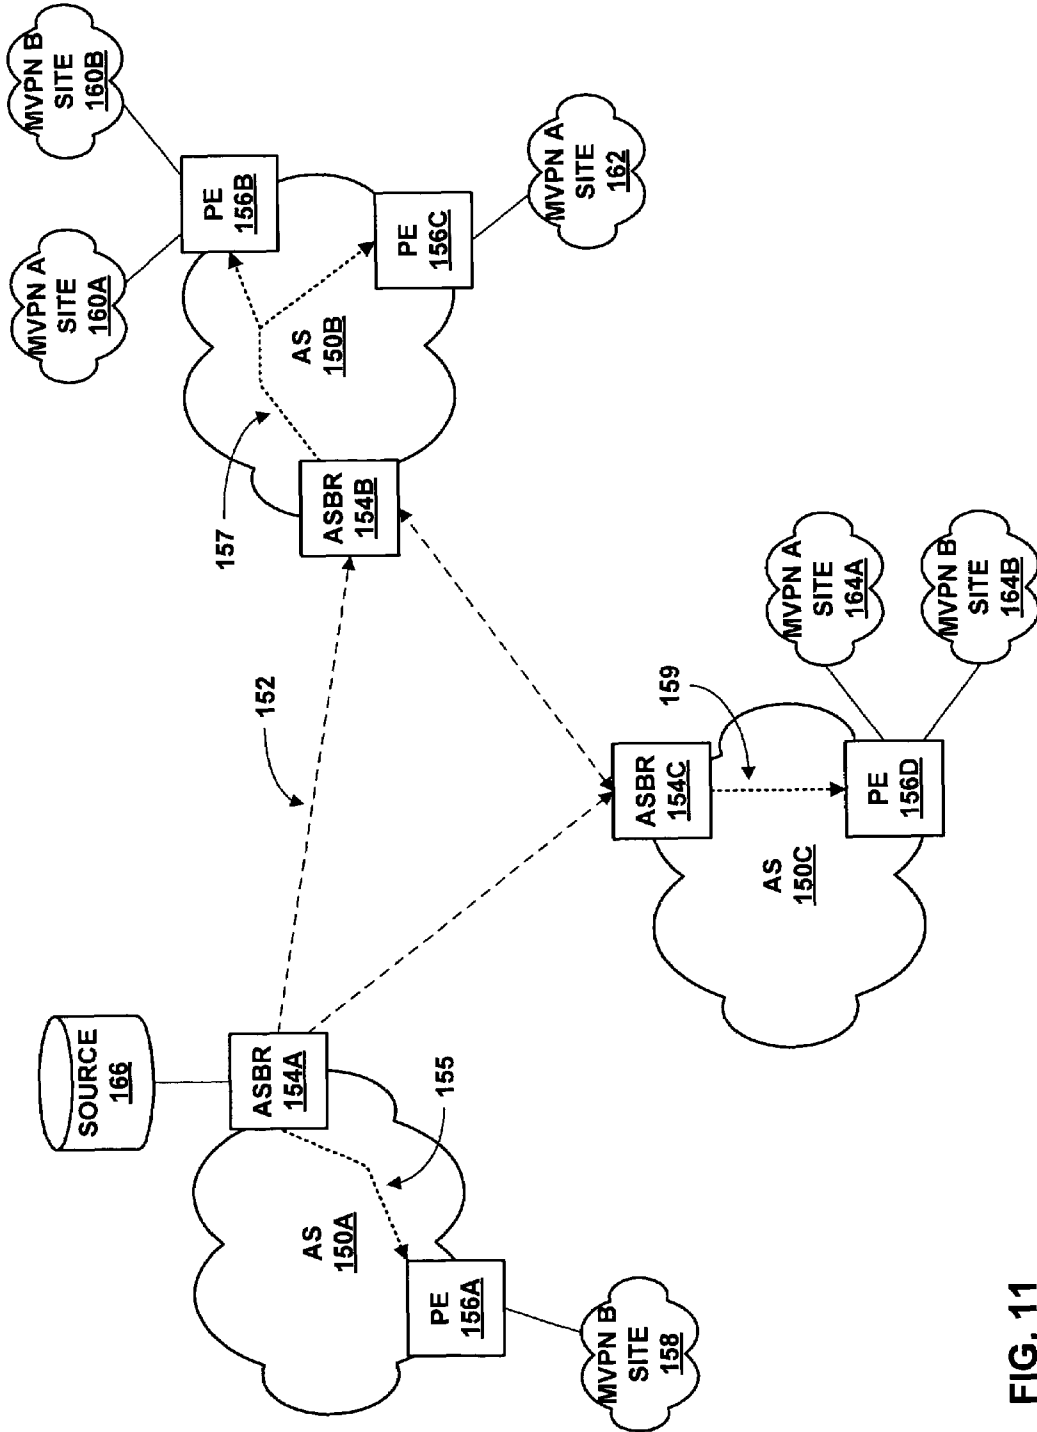 SOURCE
166
ASBR
154A
AS
150A
155
PE
156A
MVPN B
SITE
158
152
ASBR
154B
157
AS
150B
PE
156B
PE
156C
MVPN A
SITE
160A
MVPN B
SITE
160B
MVPN A
SITE
162
ASBR
154C
159
AS
150C
PE
156D
MVPN A
SITE
164A
MVPN B
SITE
164B
FIG. 11